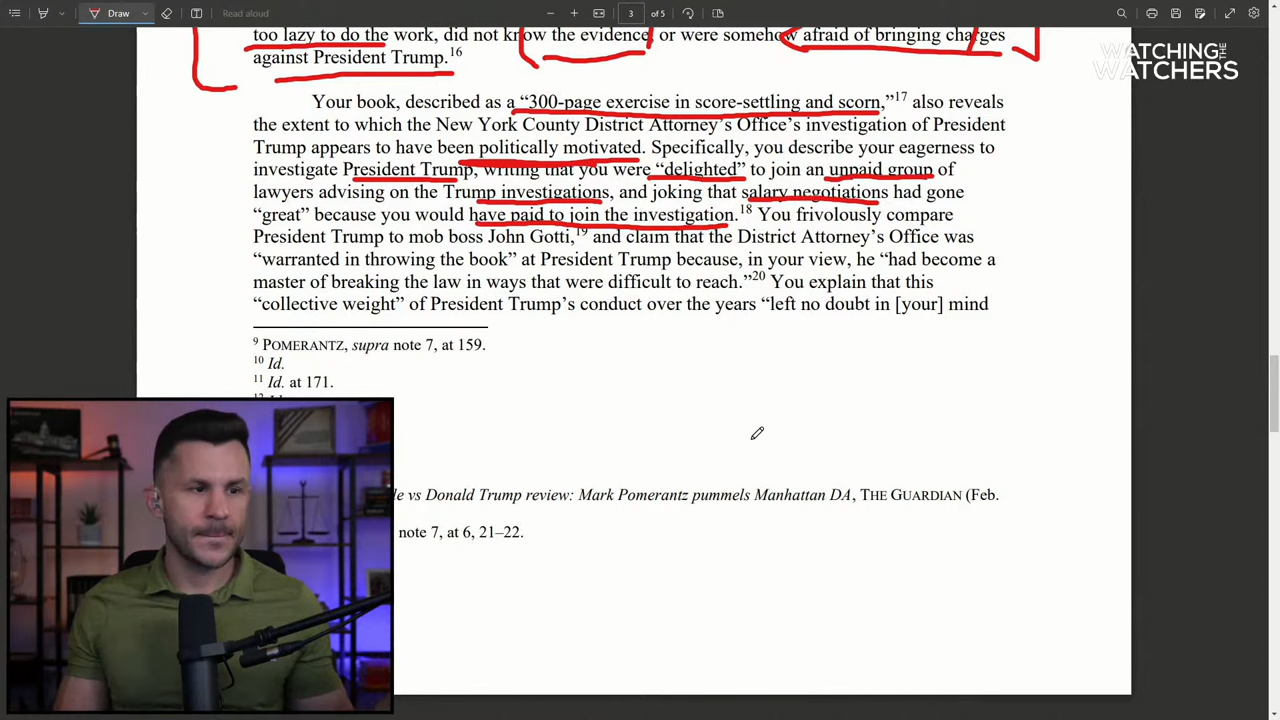 Draw
Read aloud
3
of 5
WATCHING
THE
WATCHERS
too lazy to do the work, did not know the evidence, or were somehow afraid of bringing charges
against President Trump.16
Your book, described as a “300-page exercise in score-settling and scorn,”17 also reveals
the extent to which the New York County District Attorney’s Office’s investigation of President
Trump appears to have been politically motivated. Specifically, you describe your eagerness to
investigate President Trump, writing that you were “delighted” to join an unpaid group of
lawyers advising on the Trump investigations, and joking that salary negotiations had gone
“great” because you would have paid to join the investigation.18 You frivolously compare
President Trump to mob boss John Gotti,19 and claim that the District Attorney’s Office was
“warranted in throwing the book” at President Trump because, in your view, he “had become a
master of breaking the law in ways that were difficult to reach.”20 You explain that this
“collective weight” of President Trump’s conduct over the years “left no doubt in [your] mind
9 POMERANTZ, supra note 7, at 159.
10 Id.
11 Id. at 171.
vs Donald Trump review: Mark Pomerantz pummels Manhattan DA, THE GUARDIAN (Feb.
note 7, at 6, 21–22.